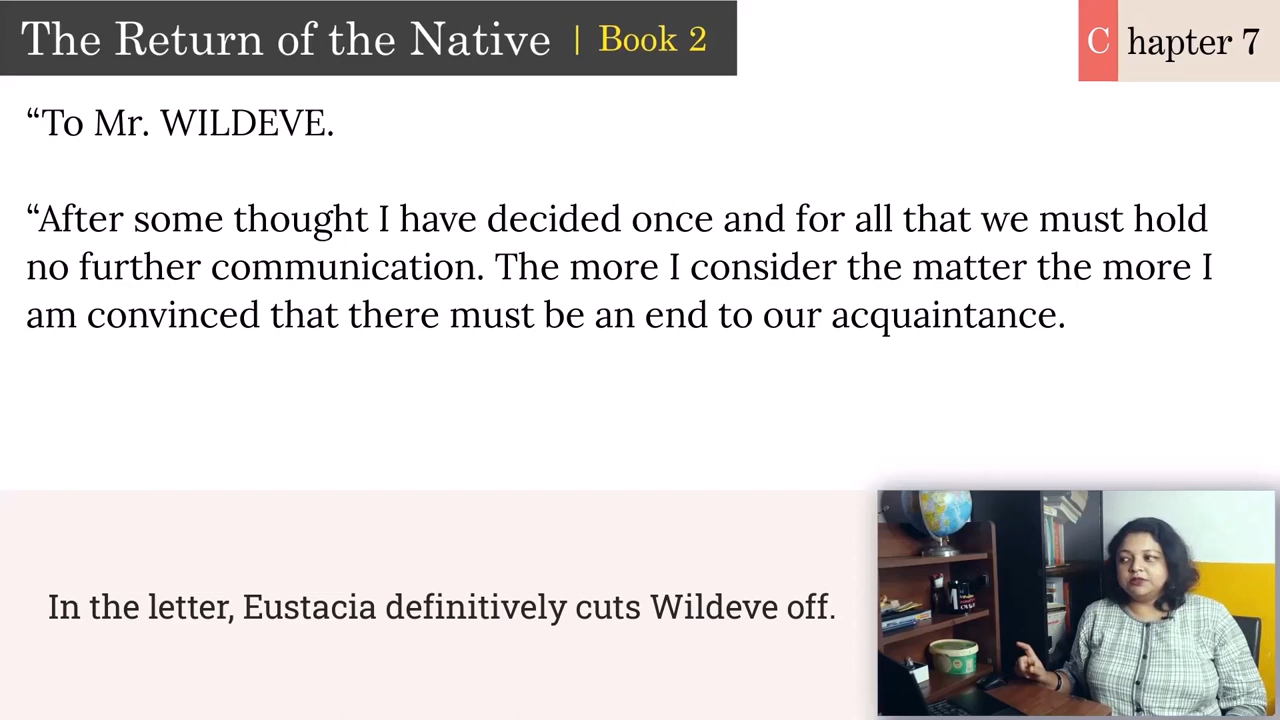 The Return of the Native | Book 2
Chapter 7
“To Mr. WILDEVE.
“After some thought I have decided once and for all that we must hold
no further communication. The more I consider the matter the more I
am convinced that there must be an end to our acquaintance.
In the letter, Eustacia definitively cuts Wildeve off.